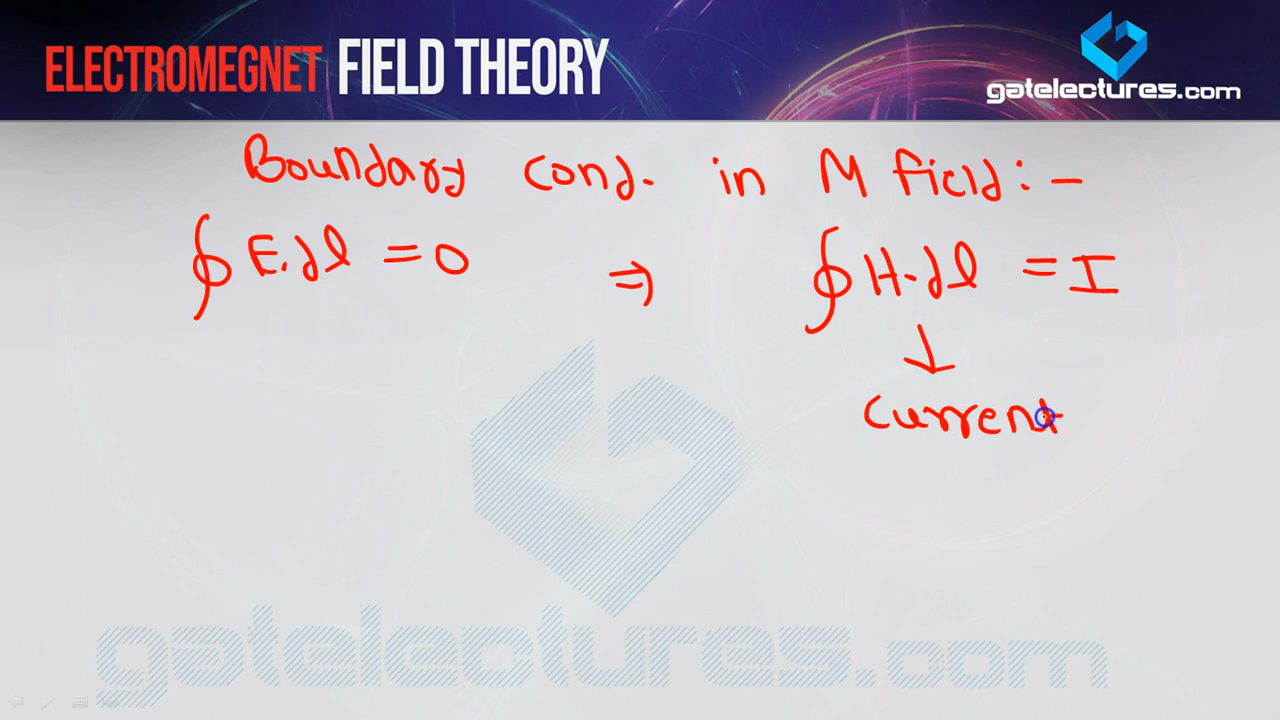 ELECTROMEGNET FIELD THEORY
gatelectures.com
Boundary cond. in M field:-
∮E.dl = 0 ⇒ ∮H.dl = I
↓
current
gatelectures.com